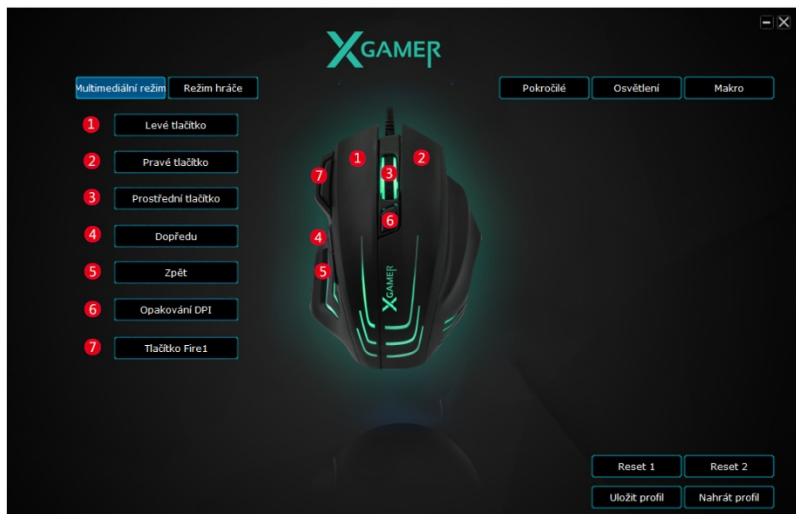 XGAMER
Multimediální režim Režim hráče Pokročilé Osvětlení Makro
1 Levé tlačítko
2 Pravé tlačítko
3 Prostřední tlačítko
4 Dopředu
5 Zpět
6 Opakování DPI
7 Tlačítko Fire1
1 2
3
7
6
4
5
XGAMER
Reset 1 Reset 2
Uložit profil Nahrát profil